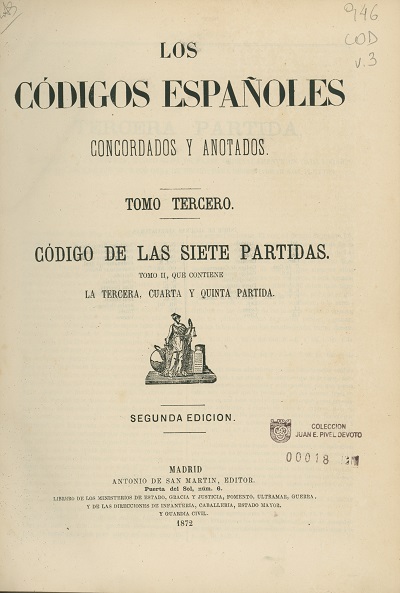 946
COD
v.3
LOS
CÓDIGOS ESPAÑOLES
CONCORDADOS Y ANOTADOS.
TOMO TERCERO.
CÓDIGO DE LAS SIETE PARTIDAS.
TOMO II, QUE CONTIENE
LA TERCERA, CUARTA Y QUINTA PARTIDA.
SEGUNDA EDICION.
COLECCION
JUAN E. PIVEL DEVOTO
00018
MADRID
ANTONIO DE SAN MARTIN, EDITOR.
Puerta del Sol, núm. 6.
LIBRERO DE LOS MINISTERIOS DE ESTADO, GRACIA Y JUSTICIA, FOMENTO, ULTRAMAR, GUERRA,
Y DE LAS DIRECCIONES DE INFANTERIA, CABALLERIA, ESTADO MAYOR,
Y GUARDIA CIVIL.
1872